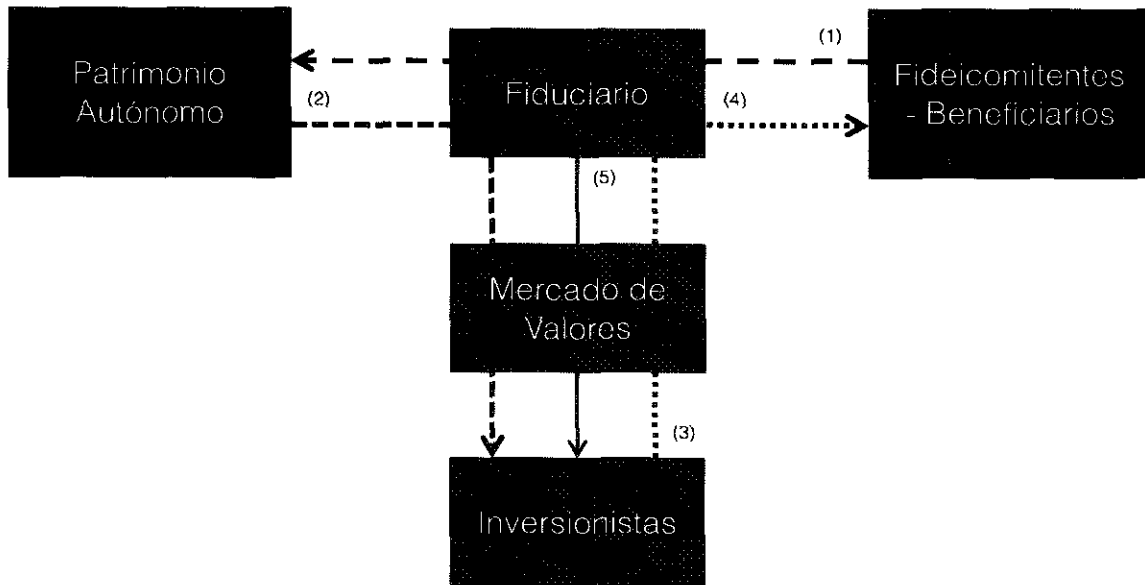 Patrimonio
Autónomo
(2)
Fiduciario
(1)
(4)
Fideicomitentes
- Beneficiarios
(5)
Mercado de
Valores
(3)
Inversionistas